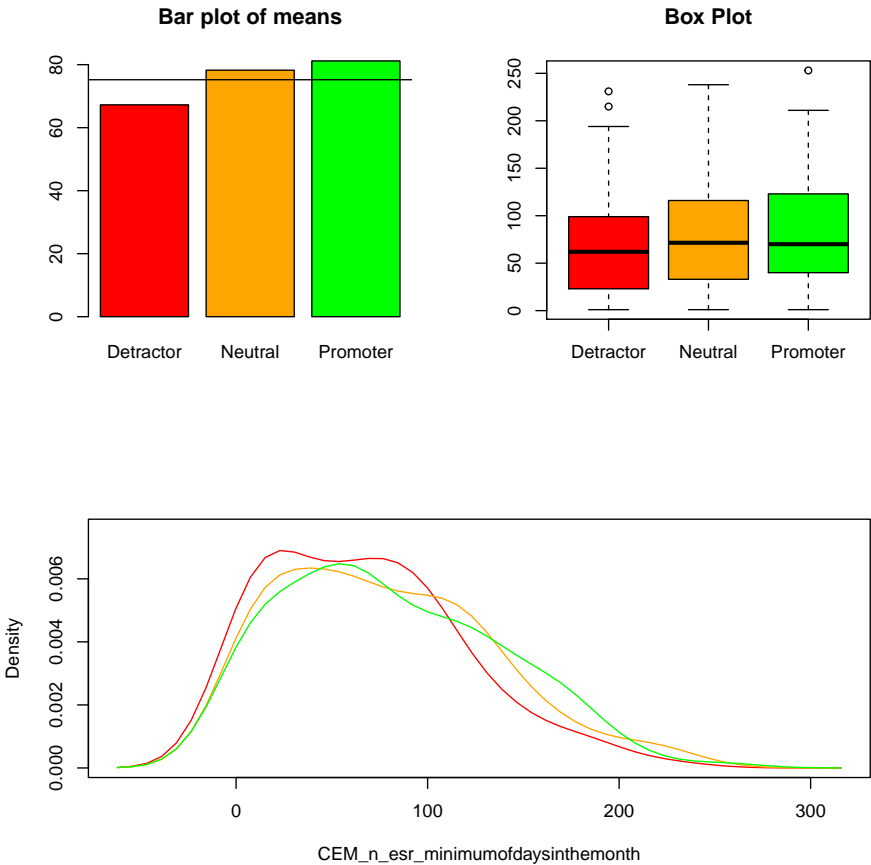 Bar plot of means
80
60
40
20
0
Detractor Neutral Promoter
Box Plot
250
200
150
100
50
0
Detractor Neutral Promoter
Density
0.006
0.004
0.002
0.000
0 100 200 300
CEM_n_esr_minimumofdaysinthemonth